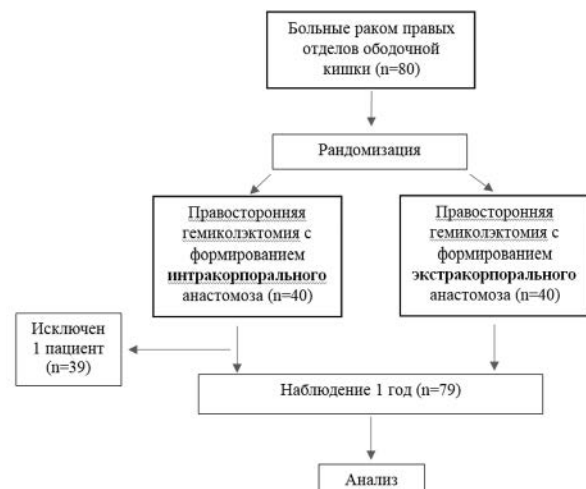 Больные раком правых
отделов ободочной
кишки (n=80)
Рандомизация
Правосторонняя
гемиколэктомия с
формированием
интракорпорального
анастомоза (n=40)
Правосторонняя
гемиколэктомия с
формированием
экстракорпорального
анастомоза (n=40)
Исключен
1 пациент
(n=39)
Наблюдение 1 год (n=79)
Анализ